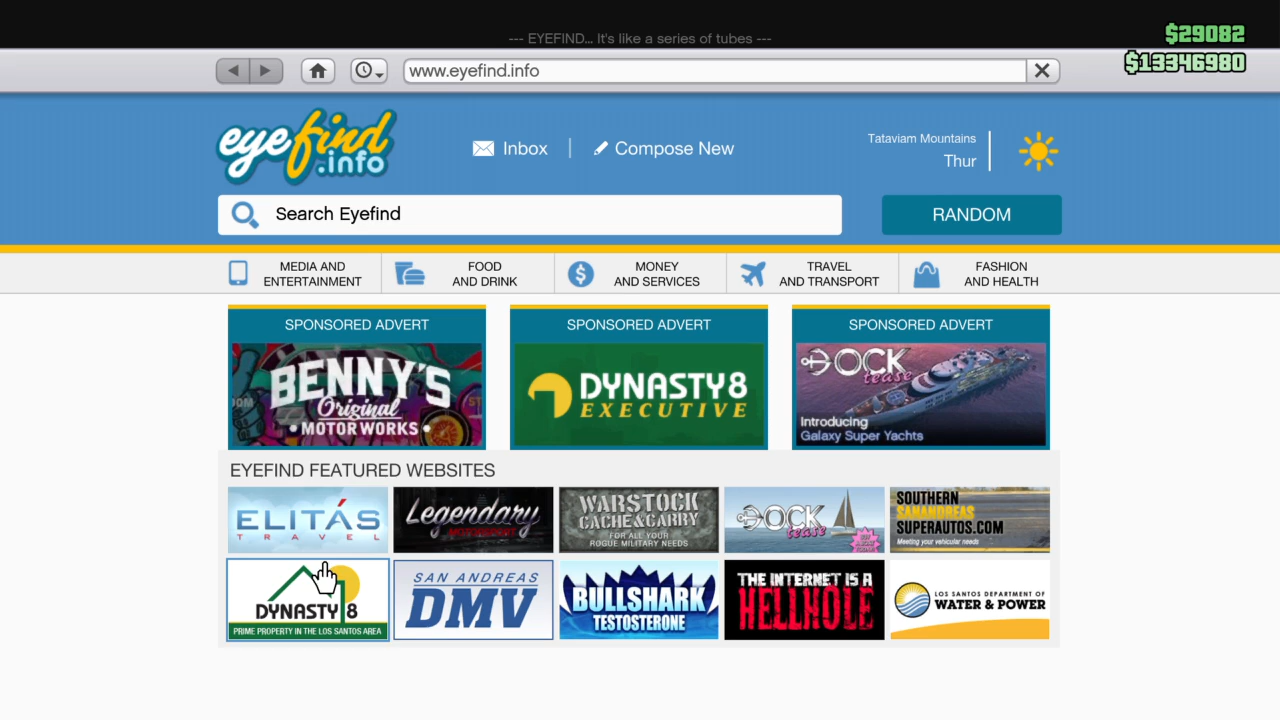 --- EYEFIND... It's like a series of tubes ---
$29082
$13346980
www.eyefind.info
eyefind
.info
Inbox
Compose New
Tataviam Mountains
Thur
Search Eyefind
RANDOM
MEDIA AND
ENTERTAINMENT
FOOD
AND DRINK
MONEY
AND SERVICES
TRAVEL
AND TRANSPORT
FASHION
AND HEALTH
SPONSORED ADVERT
BENNY'S
Original
MOTOR WORKS
SPONSORED ADVERT
DYNASTY 8
EXECUTIVE
SPONSORED ADVERT
DOCK
tease
Introducing
Galaxy Super Yachts
EYEFIND FEATURED WEBSITES
ELITÁS
TRAVEL
Legendary
MOTORSPORT
WARSTOCK
CACHE&CARRY
FOR ALL YOUR
ROGUE MILITARY NEEDS
DOCK
tease
SOUTHERN
SANANDREAS
SUPERAUTOS.COM
Meeting your vehicular needs
DYNASTY 8
PRIME PROPERTY IN THE LOS SANTOS AREA
SAN ANDREAS
DMV
BULLSHARK
TESTOSTERONE
THE INTERNET IS A
HELLHOLE
LOS SANTOS DEPARTMENT OF
WATER & POWER